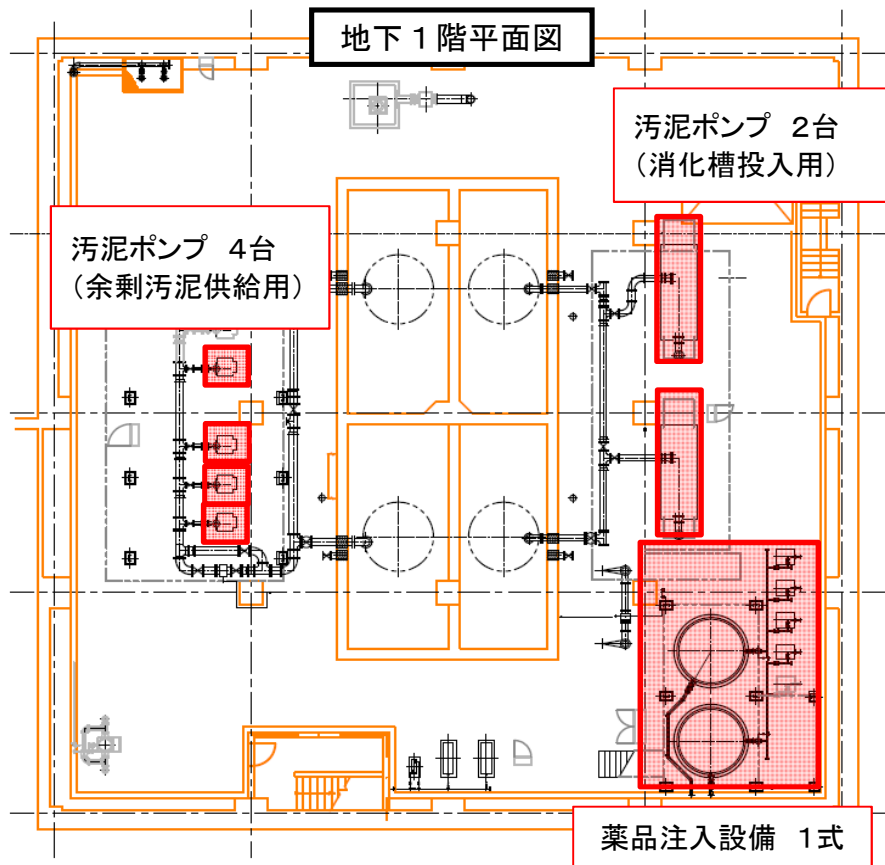 地下１階平面図
汚泥ポンプ ２台
（消化槽投入用）
汚泥ポンプ ４台
（余剰汚泥供給用）
薬品注入設備 １式